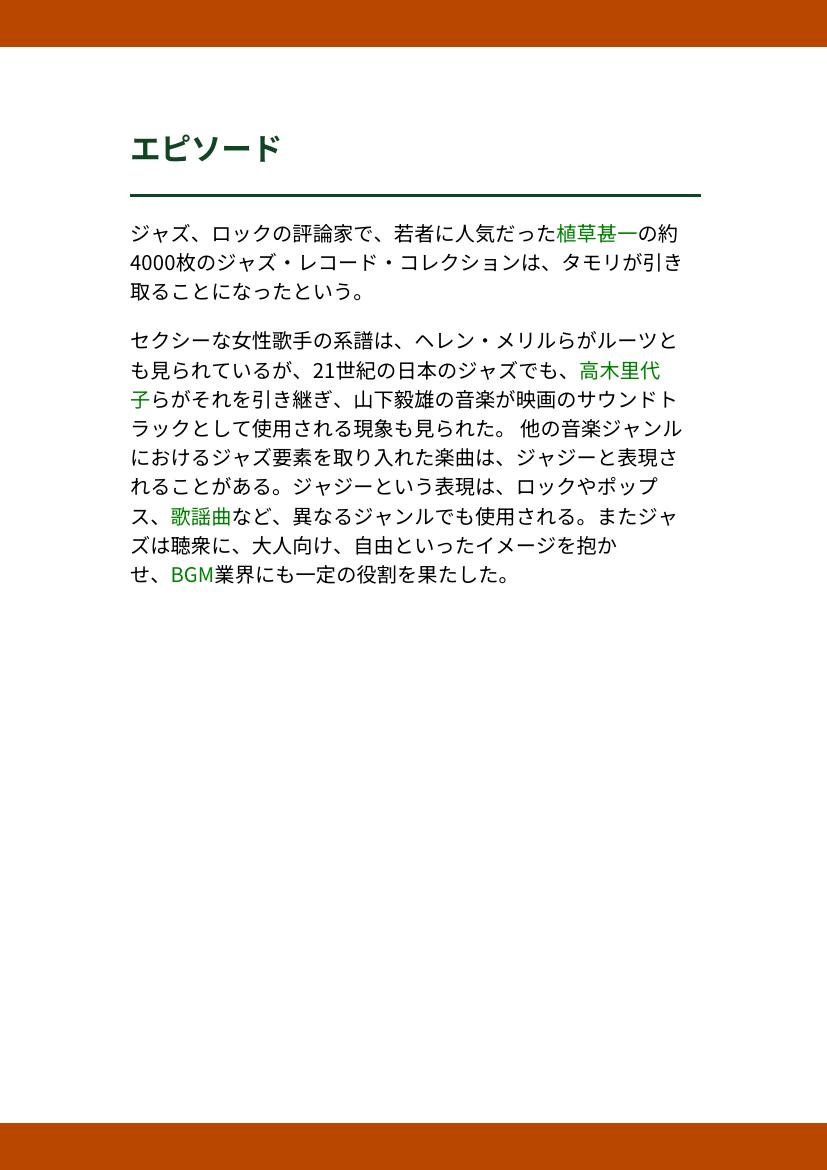 エピソード
ジャズ、ロックの評論家で、若者に人気だった植草甚一の約
4000枚のジャズ・レコード・コレクションは、タモリが引き
取ることになったという。
セクシーな女性歌手の系譜は、ヘレン・メリルらがルーツと
も見られているが、21世紀の日本のジャズでも、高木里代
子らがそれを引き継ぎ、山下毅雄の音楽が映画のサウンドト
ラックとして使用される現象も見られた。 他の音楽ジャンル
におけるジャズ要素を取り入れた楽曲は、ジャジーと表現さ
れることがある。ジャジーという表現は、ロックやポップ
ス、歌謡曲など、異なるジャンルでも使用される。またジャ
ズは聴衆に、大人向け、自由といったイメージを抱か
せ、BGM業界にも一定の役割を果たした。